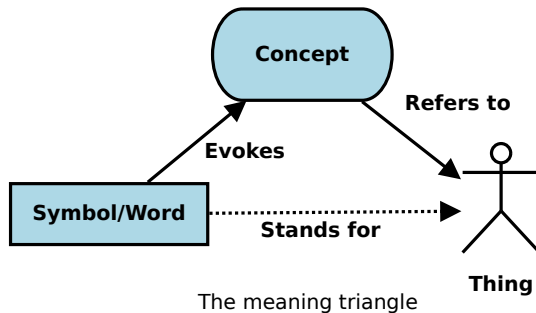 Concept
Refers to
Evokes
Symbol/Word
Stands for
Thing
The meaning triangle